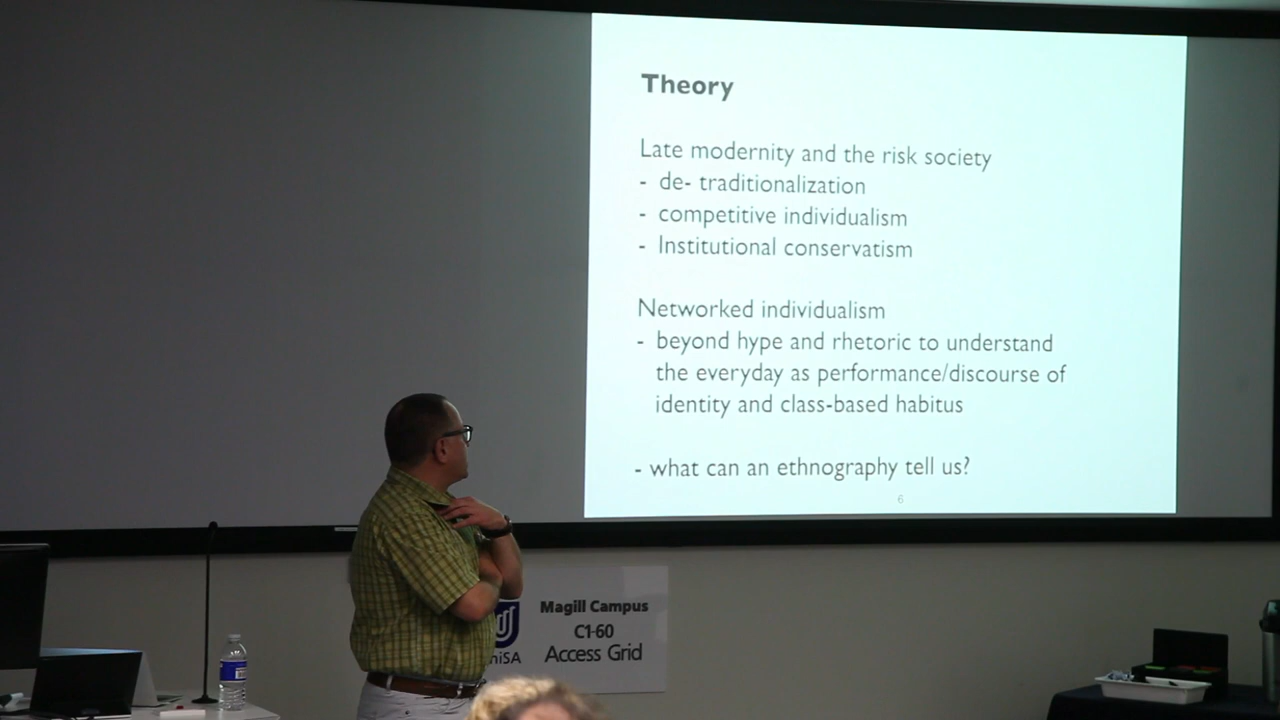 Theory
Late modernity and the risk society
- de- traditionalization
- competitive individualism
- Institutional conservatism
Networked individualism
- beyond hype and rhetoric to understand
the everyday as performance/discourse of
identity and class-based habitus
- what can an ethnography tell us?
6
Magill Campus
C1-60
Access Grid
niSA